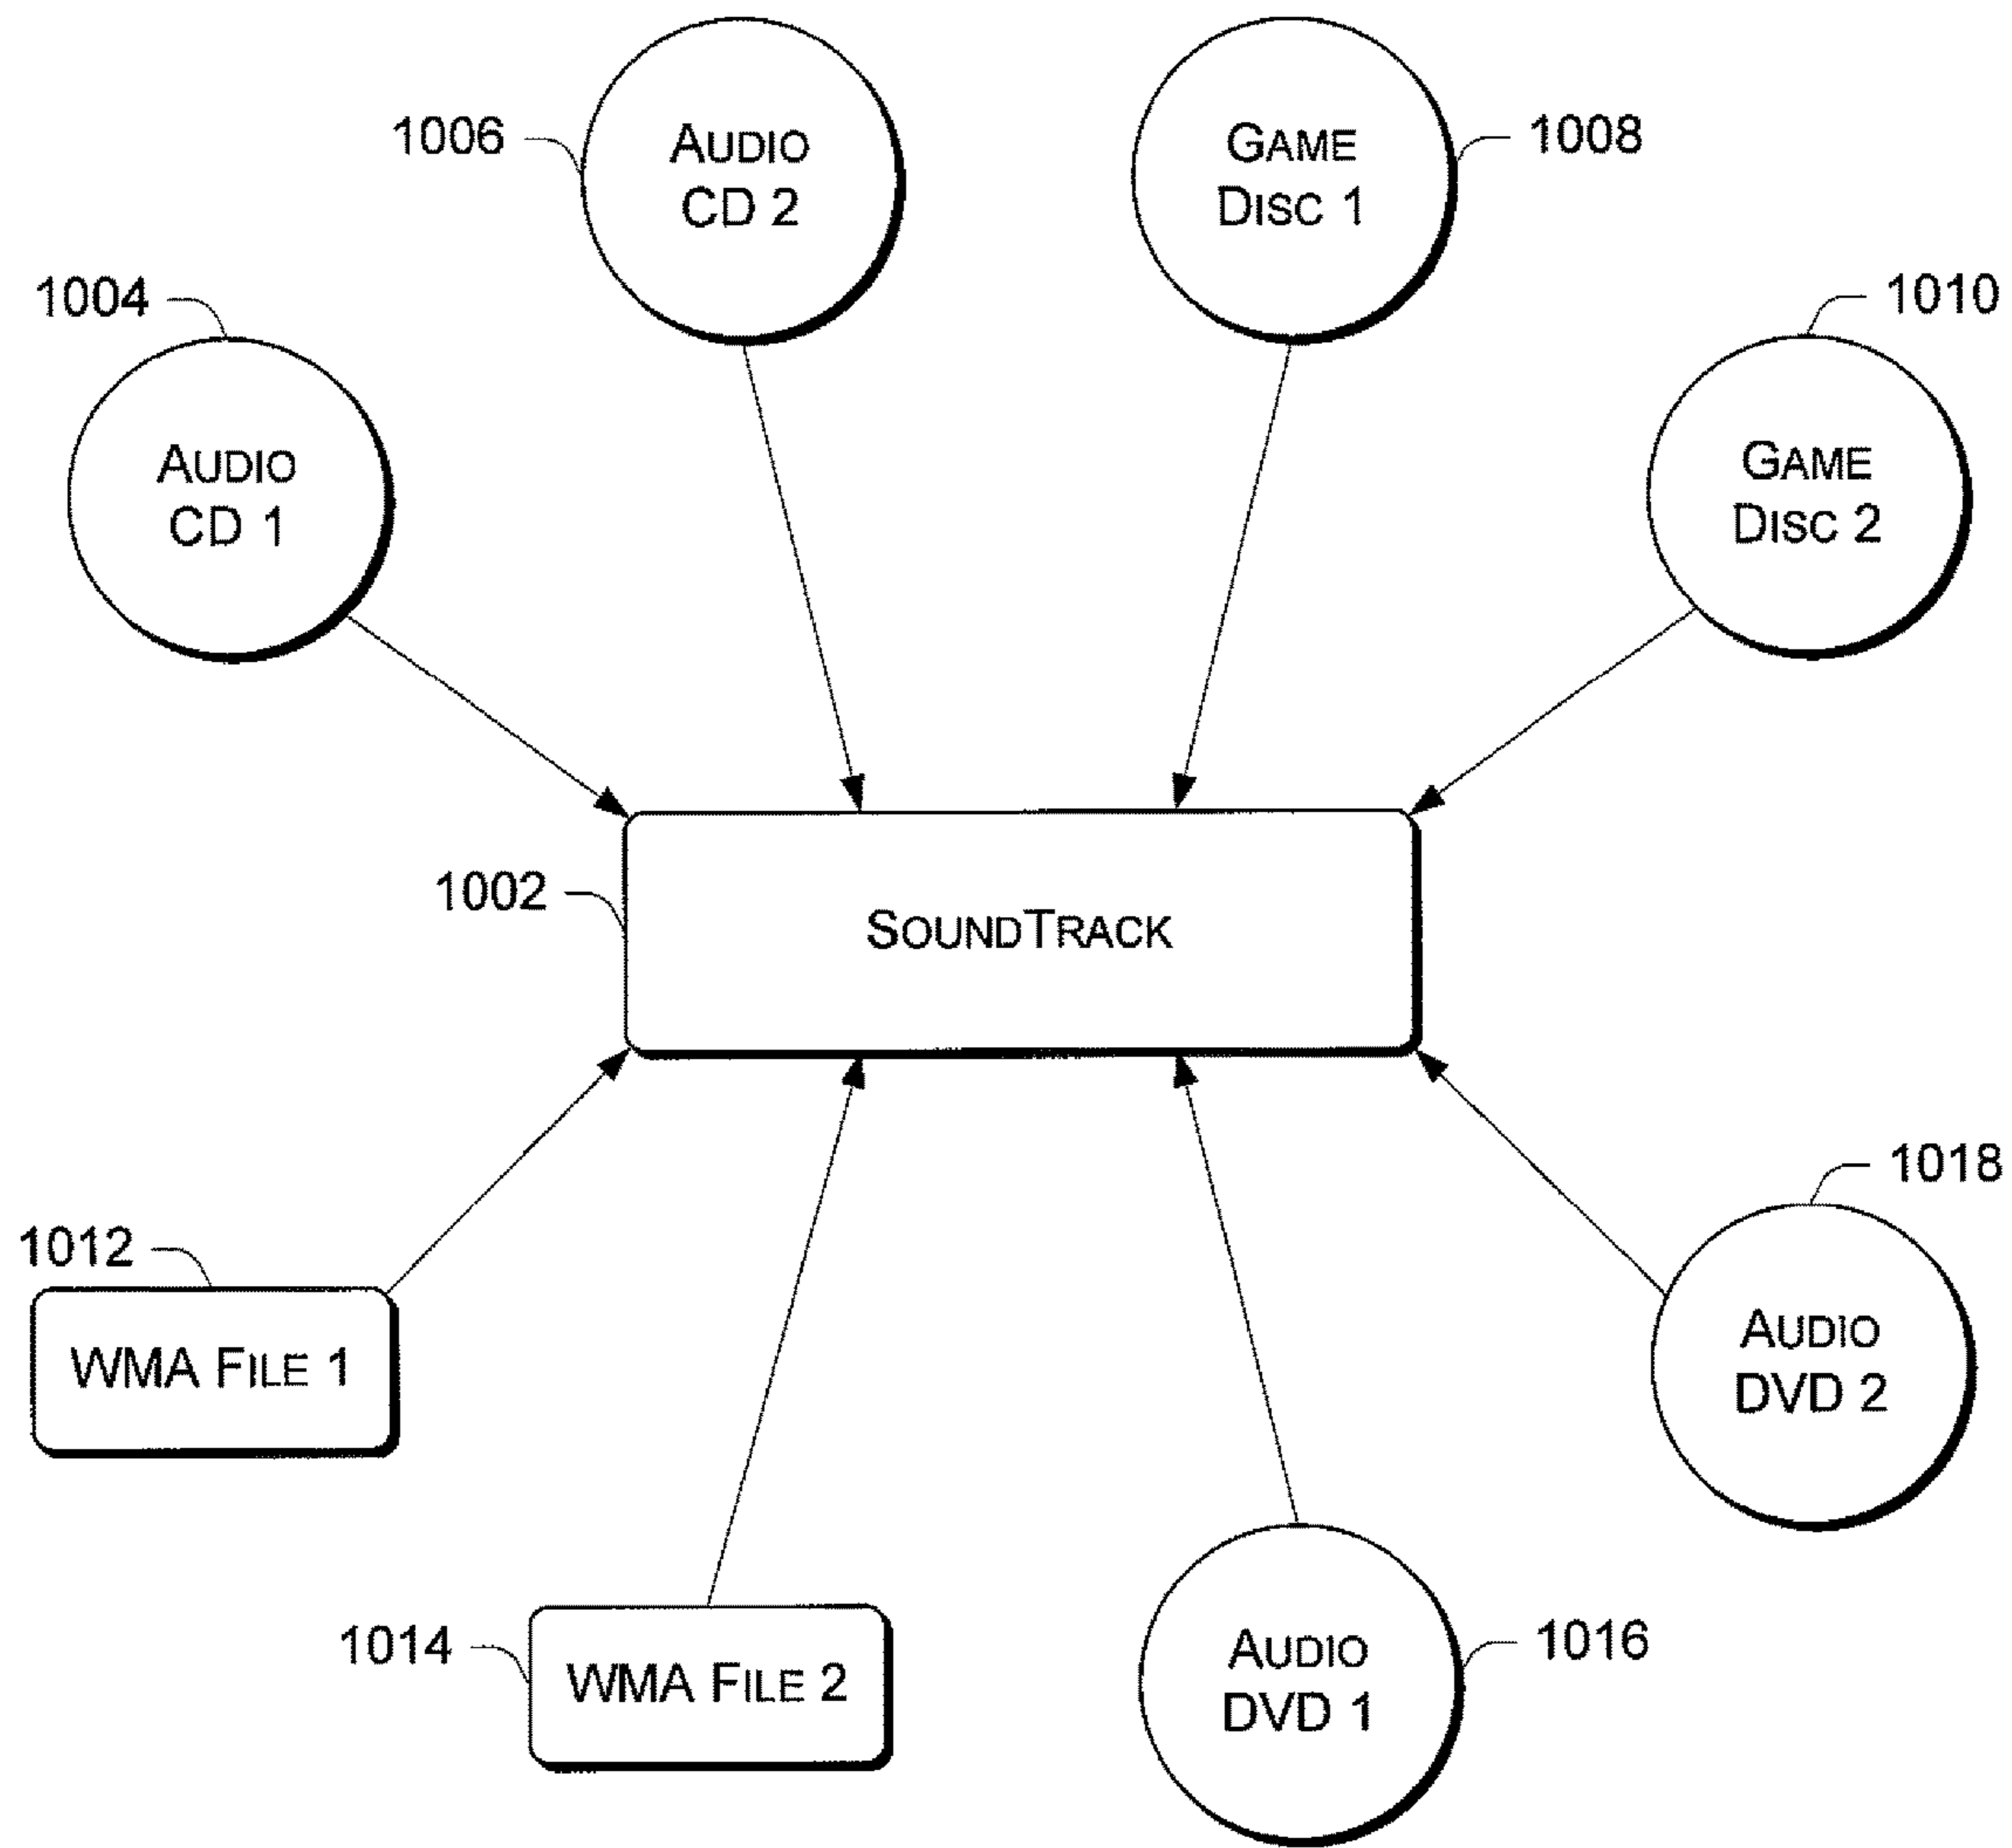 1006
AUDIO
CD 2
GAME
DISC 1
1008
1004
AUDIO
CD 1
1010
GAME
DISC 2
1002
SOUNDTRACK
1012
WMA FILE 1
1018
AUDIO
DVD 2
1014
WMA FILE 2
AUDIO
DVD 1
1016